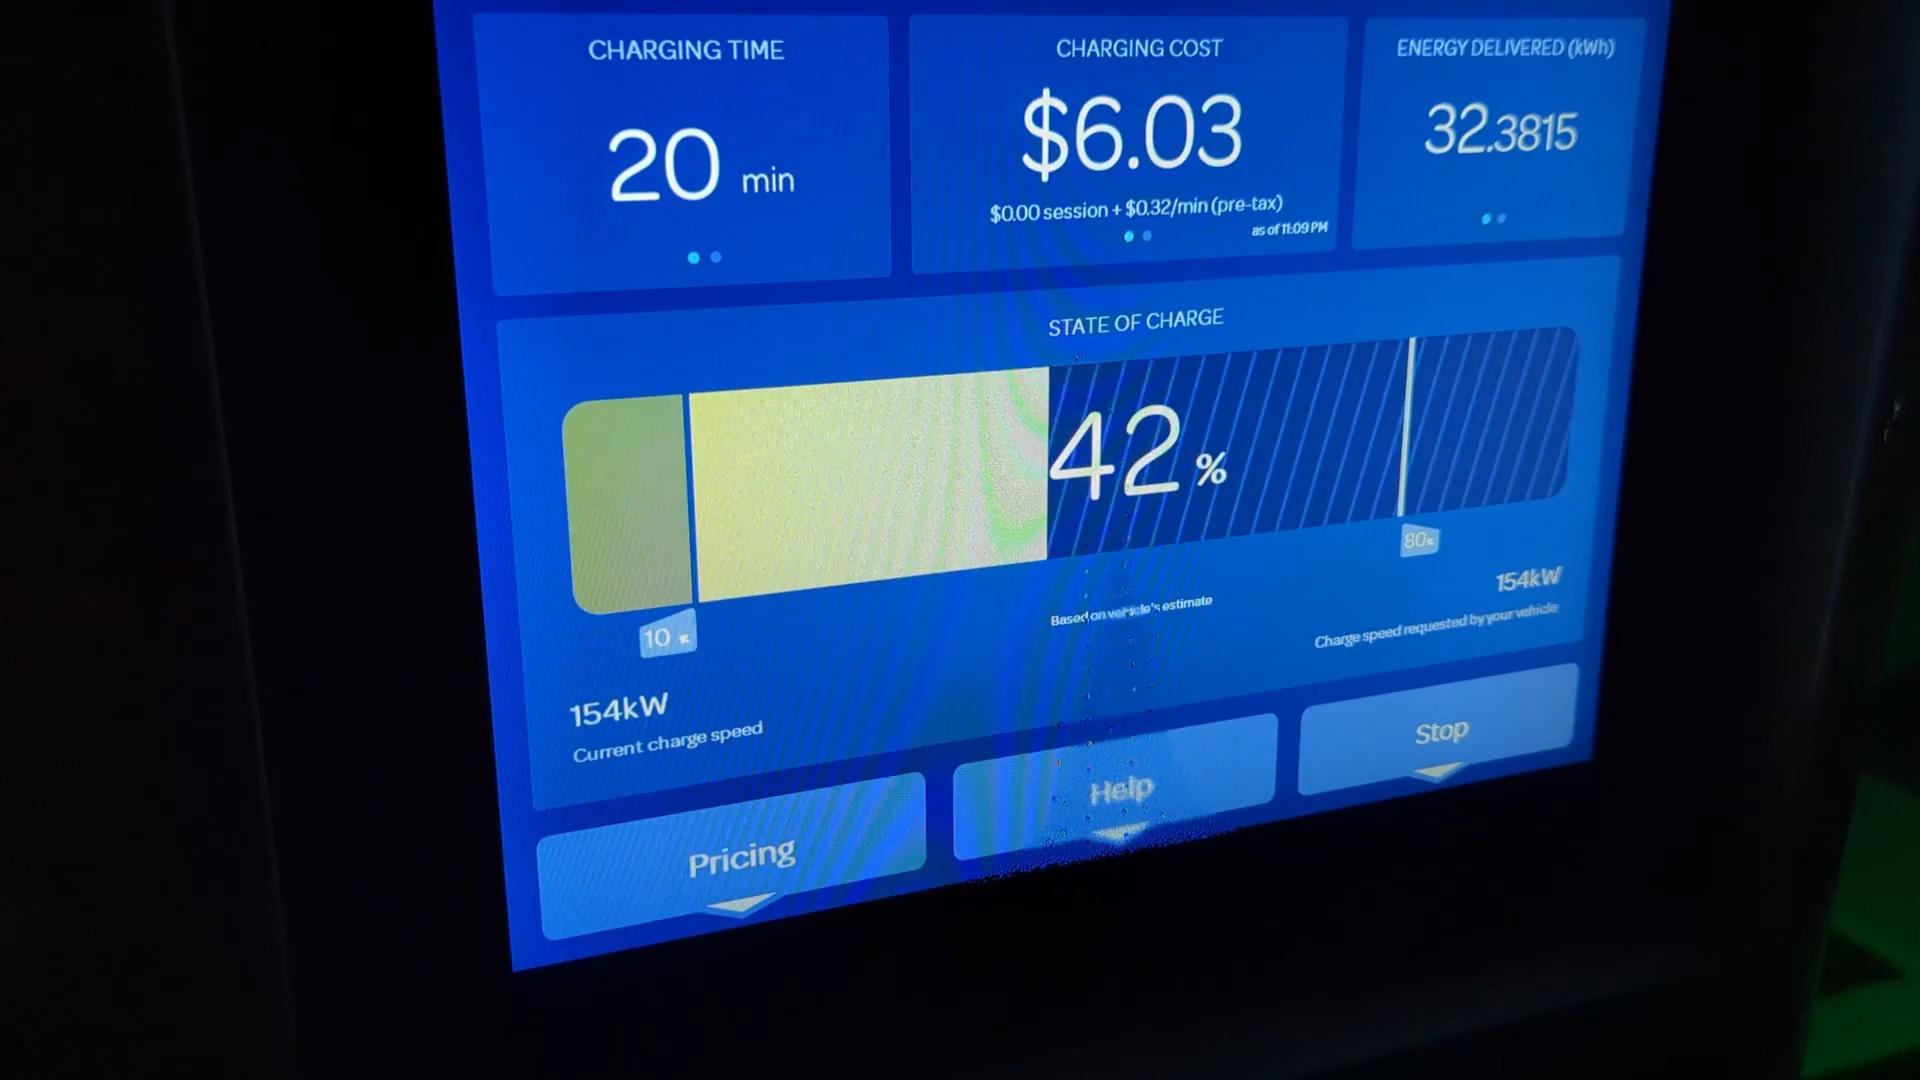 CHARGING TIME
20 min
CHARGING COST
$6.03
$0.00 session + $0.32/min (pre-tax)
as of 11:09 PM
ENERGY DELIVERED (kWh)
32.3815
STATE OF CHARGE
42 %
10 %
80%
Based on vehicle's estimate
154kW
Charge speed requested by your vehicle
154kW
Current charge speed
Pricing
Help
Stop